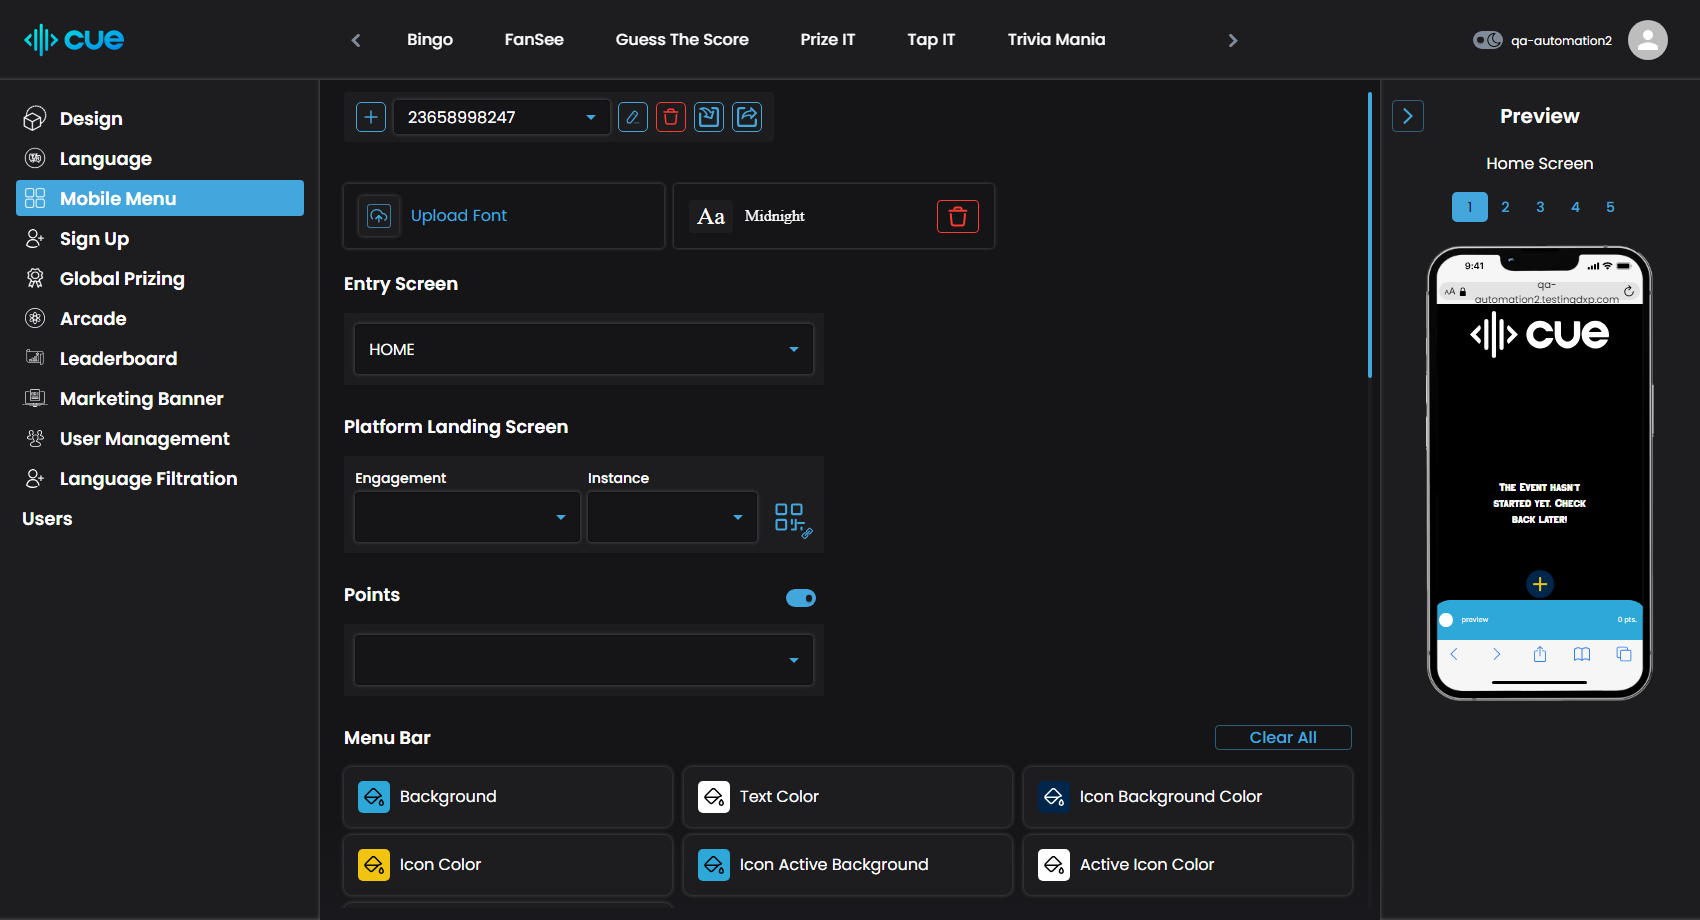 cue
Bingo
FanSee
Guess The Score
Prize IT
Tap IT
Trivia Mania
qa-automation2
Design
Language
Mobile Menu
Sign Up
Global Prizing
Arcade
Leaderboard
Marketing Banner
User Management
Language Filtration
Users
23658998247
Upload Font
Aa Midnight
Entry Screen
HOME
Platform Landing Screen
Engagement
Instance
Points
Menu Bar
Clear All
Background
Text Color
Icon Background Color
Icon Color
Icon Active Background
Active Icon Color
Preview
Home Screen
1 2 3 4 5
9:41
AA
qa-
automation2.testingdxp.com
cue
The Event hasn't
started yet. Check
back later!
preview
0 pts.